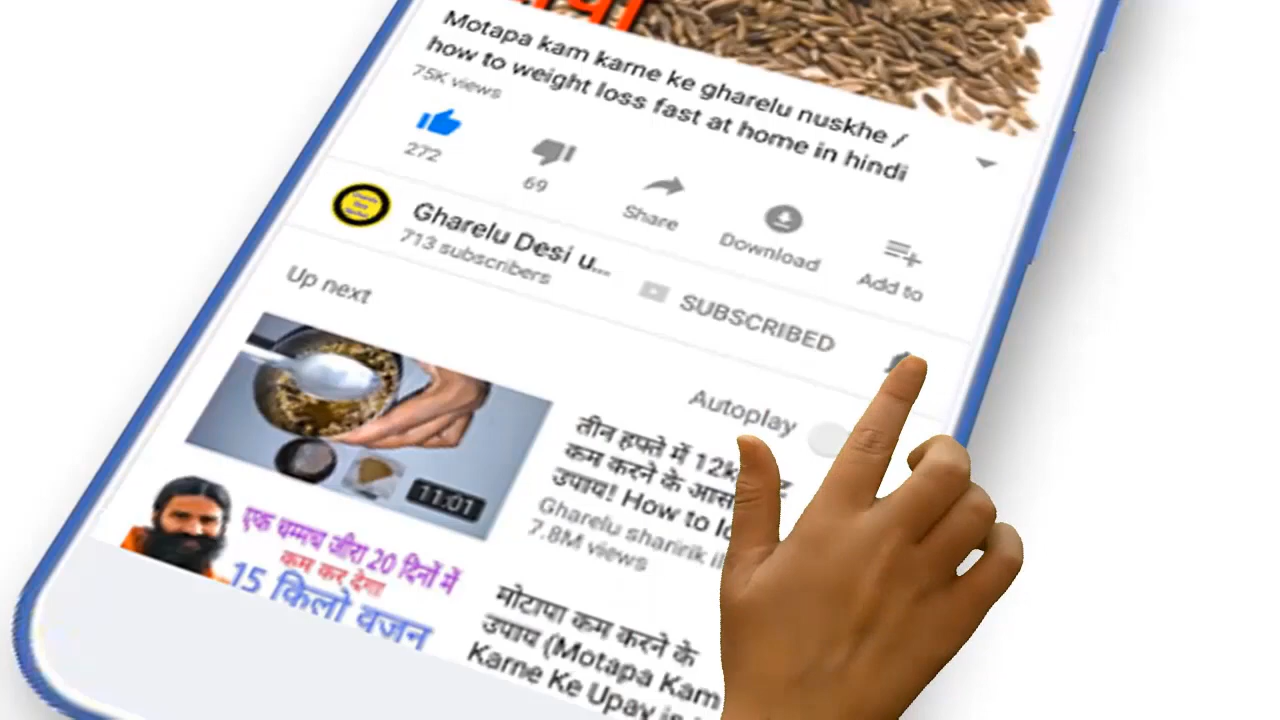 Motapa kam karne ke gharelu nuskhe /
how to weight loss fast at home in hindi
75K views
272
69
Share
Download
Add to
Gharelu Desi u...
713 subscribers
SUBSCRIBED
Up next
Autoplay
11:01
तीन हफ्ते में 12k
कम करने के आस
उपाय! How to lo
Gharelu sharirik il
7.8M views
एक चम्मच जीरा 20 दिनों में
कम कर देगा
15 किलो वजन
मोटापा कम करने के
उपाय (Motapa Kam
Karne Ke Upay in